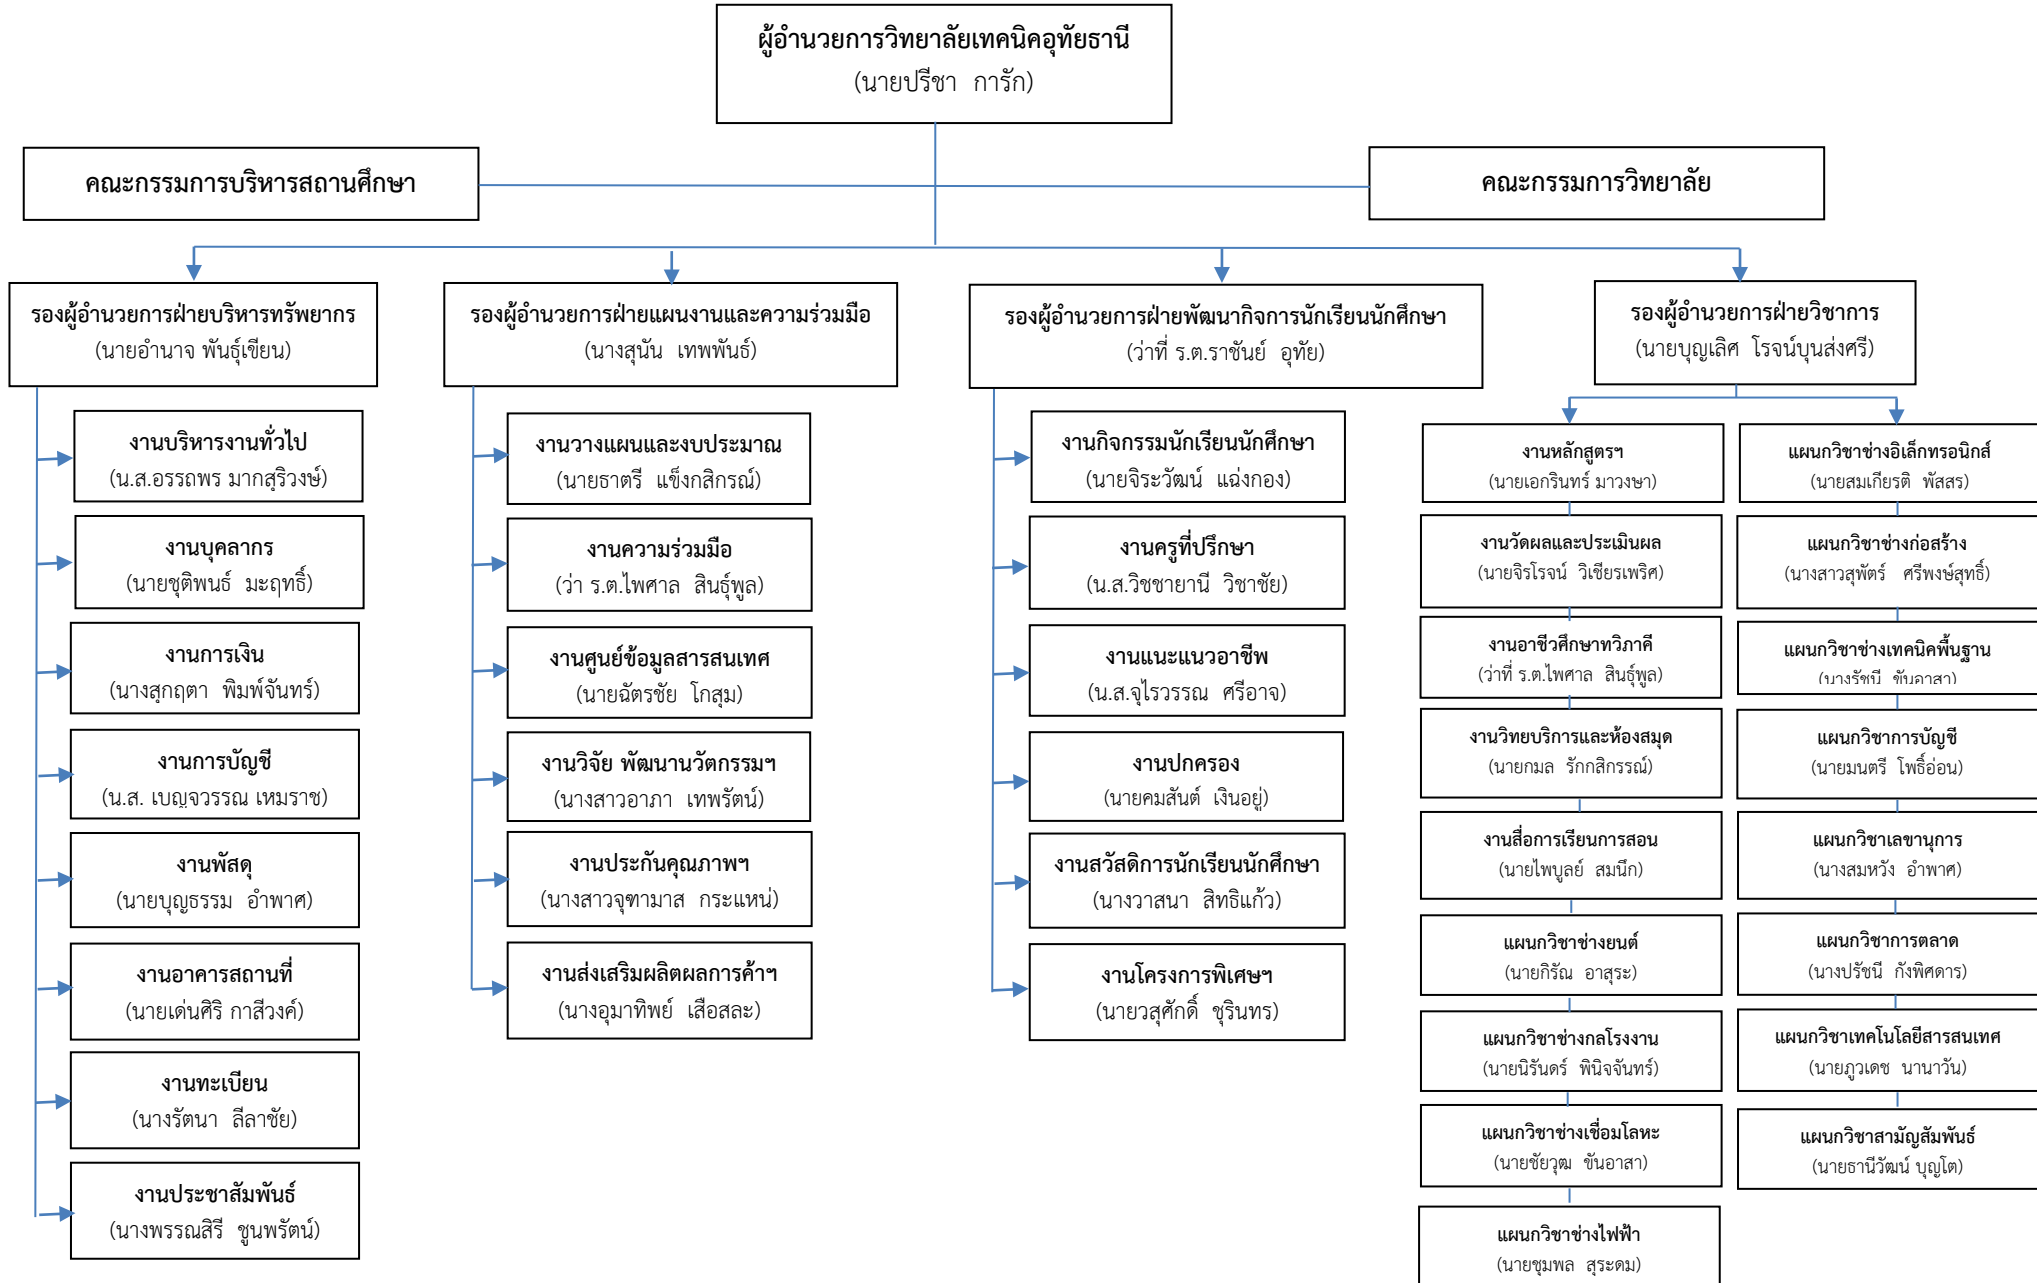 ผู้อำนวยการวิทยาลัยเทคนิคอุทัยธานี
(นายปรีชา การัก)
คณะกรรมการบริหารสถานศึกษา
คณะกรรมการวิทยาลัย
รองผู้อำนวยการฝ่ายบริหารทรัพยากร
(นายอำนาจ พันธุ์เขียน)
งานบริหารงานทั่วไป
(น.ส.อรรถพร มากสุริวงษ์)
งานบุคลากร
(นายชุติพนธ์ มะฤทธิ์)
งานการเงิน
(นางสุกฤตา พิมพ์จันทร์)
งานการบัญชี
(น.ส. เบญจวรรณ เหมราช)
งานพัสดุ
(นายบุญธรรม อำพาศ)
งานอาคารสถานที่
(นายเด่นศิริ กาสีวงค์)
งานทะเบียน
(นางรัตนา ลีลาชัย)
งานประชาสัมพันธ์
(นางพรรณสิรี ชูนพรัตน์)
รองผู้อำนวยการฝ่ายแผนงานและความร่วมมือ
(นางสุนัน เทพพันธ์)
งานวางแผนและงบประมาณ
(นายธาตรี แข็งกสิกรณ์)
งานความร่วมมือ
(ว่า ร.ต.ไพศาล สินธุ์พูล)
งานศูนย์ข้อมูลสารสนเทศ
(นายฉัตรชัย โกสุม)
งานวิจัย พัฒนานวัตกรรมฯ
(นางสาวอาภา เทพรัตน์)
งานประกันคุณภาพฯ
(นางสาวจุฑามาส กระแหน่)
งานส่งเสริมผลิตผลการค้าฯ
(นางอุมาทิพย์ เสือสละ)
รองผู้อำนวยการฝ่ายพัฒนากิจการนักเรียนนักศึกษา
(ว่าที่ ร.ต.ราชันย์ อุทัย)
งานกิจกรรมนักเรียนนักศึกษา
(นายจิระวัฒน์ แฉ่งกอง)
งานครูที่ปรึกษา
(น.ส.วิชชายานี วิชาชัย)
งานแนะแนวอาชีพ
(น.ส.จุไรวรรณ ศรีอาจ)
งานปกครอง
(นายคมสันต์ เงินอยู่)
งานสวัสดิการนักเรียนนักศึกษา
(นางวาสนา สิทธิแก้ว)
งานโครงการพิเศษฯ
(นายวสุศักดิ์ ชุรินทร)
รองผู้อำนวยการฝ่ายวิชาการ
(นายบุญเลิศ โรจน์บุนส่งศรี)
งานหลักสูตรฯ
(นายเอกรินทร์ มาวงษา)
งานวัดผลและประเมินผล
(นายจิรโรจน์ วิเชียรเพริศ)
งานอาชีวศึกษาทวิภาคี
(ว่าที่ ร.ต.ไพศาล สินธุ์พูล)
งานวิทยบริการและห้องสมุด
(นายกมล รักกสิกรรณ์)
งานสื่อการเรียนการสอน
(นายไพบูลย์ สมนึก)
แผนกวิชาช่างยนต์
(นายกิรัณ อาสุระ)
แผนกวิชาช่างกลโรงงาน
(นายนิรันดร์ พินิจจันทร์)
แผนกวิชาช่างเชื่อมโลหะ
(นายชัยวุฒ ขันอาสา)
แผนกวิชาช่างไฟฟ้า
(นายชุมพล สุระดม)
แผนกวิชาช่างอิเล็กทรอนิกส์
(นายสมเกียรติ พัสสร)
แผนกวิชาช่างก่อสร้าง
(นางสาวสุพัตร์ ศรีพงษ์สุทธิ์)
แผนกวิชาช่างเทคนิคพื้นฐาน
(นางรัชนี ขันอาสา)
แผนกวิชาการบัญชี
(นายมนตรี โพธิ์อ่อน)
แผนกวิชาเลขานุการ
(นางสมหวัง อำพาศ)
แผนกวิชาการตลาด
(นางปรัชนี กังพิศดาร)
แผนกวิชาเทคโนโลยีสารสนเทศ
(นายภูวเดช นานาวัน)
แผนกวิชาสามัญสัมพันธ์
(นายธานีวัฒน์ บุญโต)